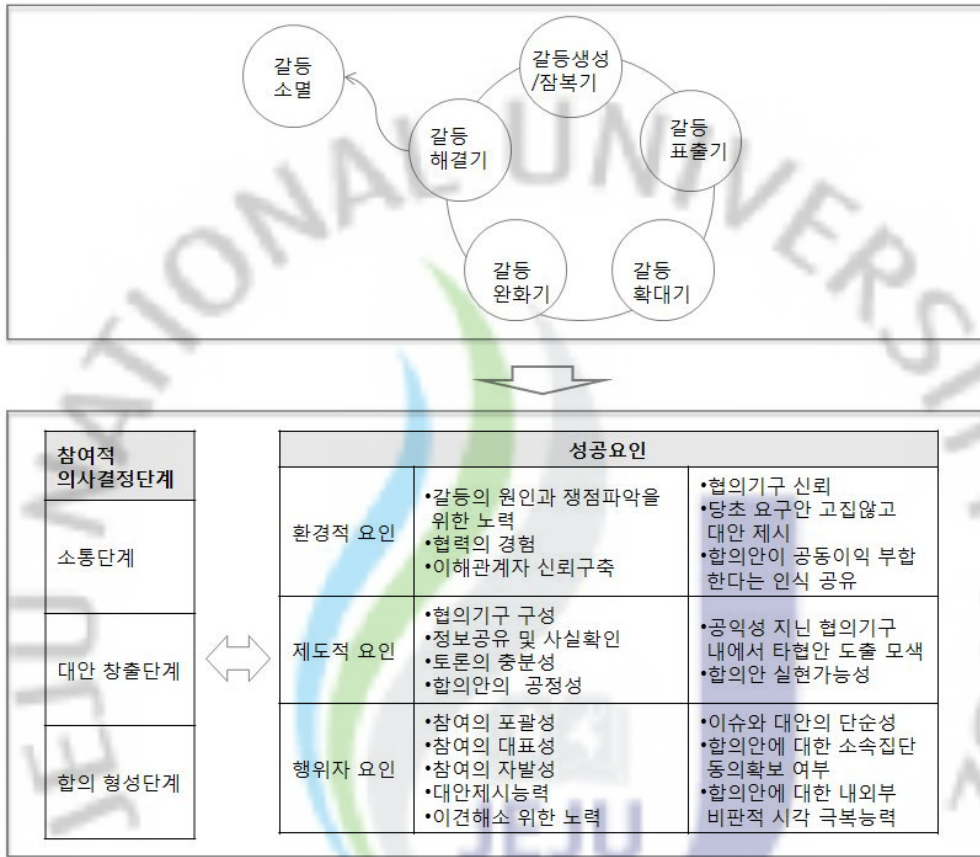 갈등
소멸
갈등생성
/잠복기
갈등
표출기
갈등
확대기
갈등
완화기
갈등
해결기
참여적
의사결정단계
소통단계
대안 창출단계
합의 형성단계
성공요인
환경적 요인
•갈등의 원인과 쟁점파악을
위한 노력
•협력의 경험
•이해관계자 신뢰구축
•협의기구 신뢰
•당초 요구안 고집않고
대안 제시
•합의안이 공동이익 부합
한다는 인식 공유
제도적 요인
•협의기구 구성
•정보공유 및 사실확인
•토론의 충분성
•합의안의 공정성
•공익성 지닌 협의기구
내에서 타협안 도출 모색
•합의안 실현가능성
행위자 요인
•참여의 포괄성
•참여의 대표성
•참여의 자발성
•대안제시능력
•이견해소 위한 노력
•이슈와 대안의 단순성
•합의안에 대한 소속집단
동의확보 여부
•합의안에 대한 내외부
비판적 시각 극복능력
JEJU NATIONAL UNIVERSITY
JEJU